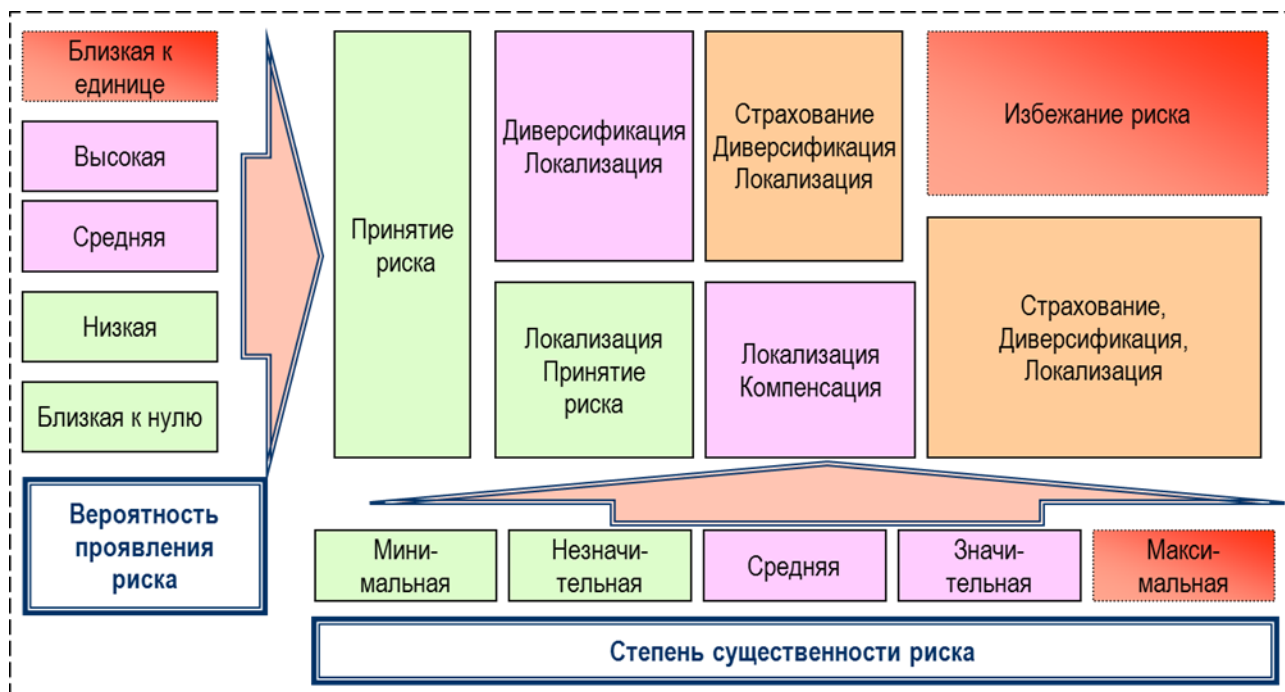 Близкая к
единице
Высокая
Средняя
Низкая
Близкая к нулю
Вероятность
проявления
риска
Принятие
риска
Диверсификация
Локализация
Страхование
Диверсификация
Локализация
Избежание риска
Локализация
Принятие
риска
Локализация
Компенсация
Страхование,
Диверсификация,
Локализация
Мини-
мальная
Незначи-
тельная
Средняя
Значи-
тельная
Макси-
мальная
Степень существенности риска